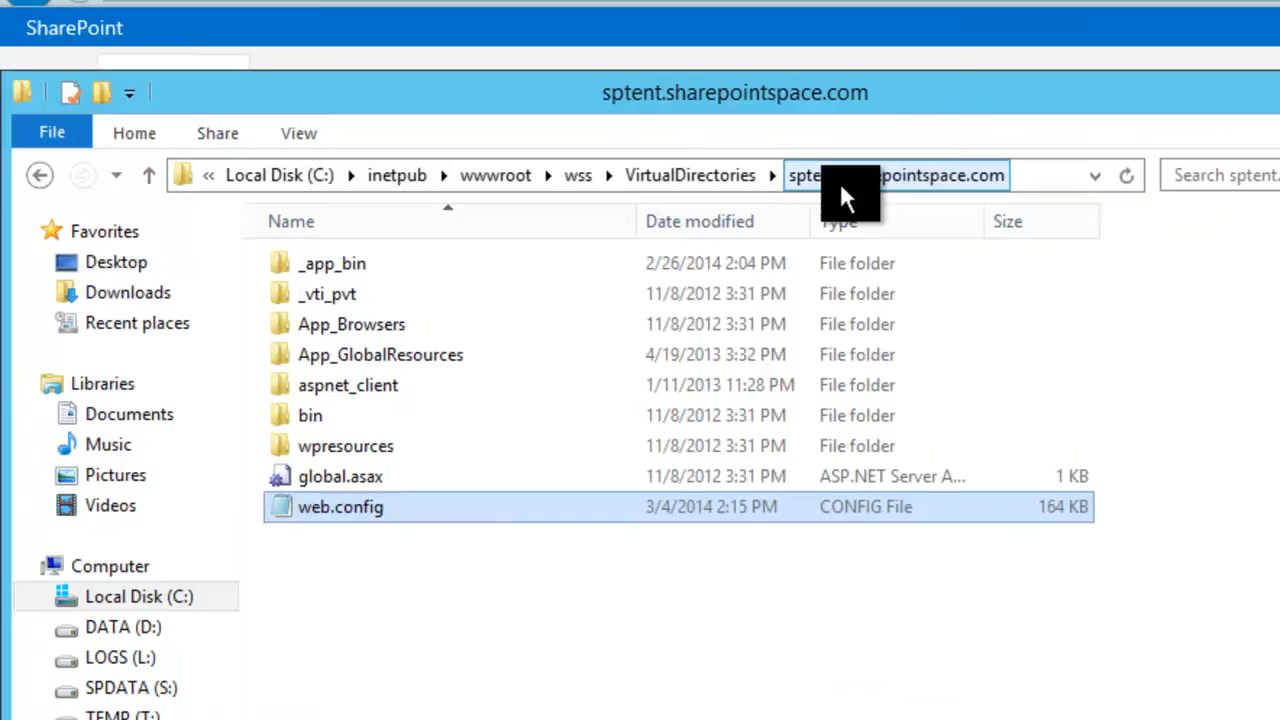 SharePoint
sptent.sharepointspace.com
File Home Share View
« Local Disk (C:) inetpub wwwroot wss VirtualDirectories pointspace.com Search sptent.
Name Date modified Type Size
Favorites
Desktop
Downloads
Recent places
Libraries
Documents
Music
Pictures
Videos
Computer
Local Disk (C:)
DATA (D:)
LOGS (L:)
SPDATA (S:)
TEMP (T:)
_app_bin 2/26/2014 2:04 PM File folder
_vti_pvt 11/8/2012 3:31 PM File folder
App_Browsers 11/8/2012 3:31 PM File folder
App_GlobalResources 4/19/2013 3:32 PM File folder
aspnet_client 1/11/2013 11:28 PM File folder
bin 11/8/2012 3:31 PM File folder
wpresources 11/8/2012 3:31 PM File folder
global.asax 11/8/2012 3:31 PM ASP.NET Server A... 1 KB
web.config 3/4/2014 2:15 PM CONFIG File 164 KB